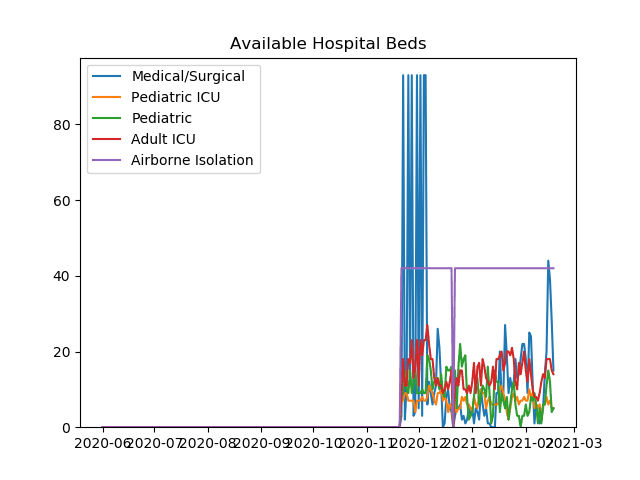 Available Hospital Beds
Medical/Surgical
Pediatric ICU
Pediatric
Adult ICU
Airborne Isolation
80
60
40
20
0
2020-06 2020-07 2020-08 2020-09 2020-10 2020-11 2020-12 2021-01 2021-02 2021-03